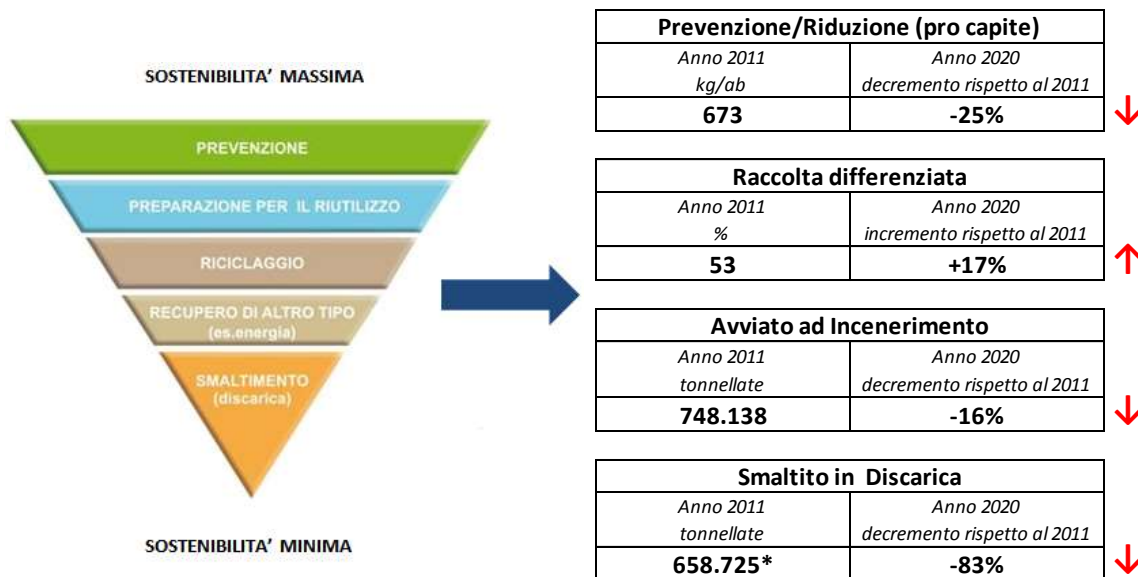 SOSTENIBILITA' MASSIMA
PREVENZIONE
PREPARAZIONE PER IL RIUTILIZZO
RICICLAGGIO
RECUPERO DI ALTRO TIPO
(es.energia)
SMALTIMENTO
(discarica)
SOSTENIBILITA' MINIMA
Prevenzione/Riduzione (pro capite)
Anno 2011 Anno 2020
kg/ab decremento rispetto al 2011
673 -25%
Raccolta differenziata
Anno 2011 Anno 2020
% incremento rispetto al 2011
53 +17%
Avviato ad Incenerimento
Anno 2011 Anno 2020
tonnellate decremento rispetto al 2011
748.138 -16%
Smaltito in Discarica
Anno 2011 Anno 2020
tonnellate decremento rispetto al 2011
658.725* -83%